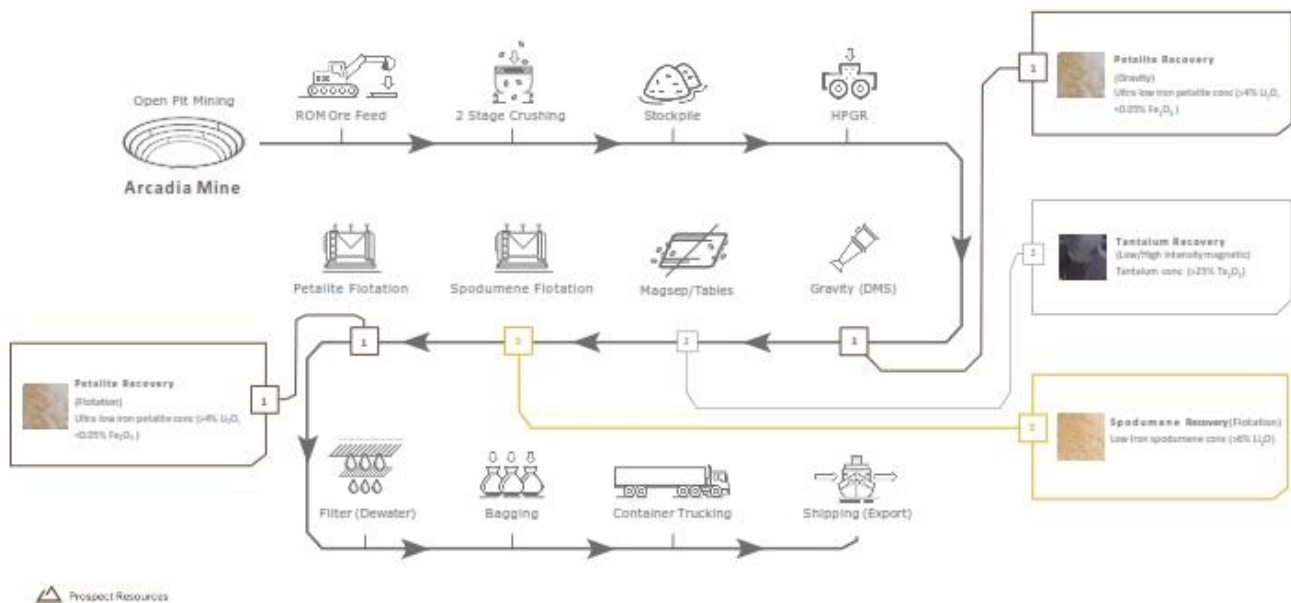 Open Pit Mining
Arcadia Mine
ROM Ore Feed
2 Stage Crushing
Stockpile
HPGR
1
Petalite Recovery
(Gravity)
Ultra low iron petalite conc (>4% Li₂O,
<0.05% Fe₂O₃ )
Petalite Flotation
Spodumene Flotation
Magsep/Tables
Gravity (DMS)
2
Tantalum Recovery
(Low/High Intensity magnetic)
Tantalum conc (>25% Ta₂O₅)
1
3
2
1
1
Petalite Recovery
(Flotation)
Ultra low iron petalite conc (>4% Li₂O,
<0.05% Fe₂O₃ )
3
Spodumane Recovery(Flotation)
Low Iron spodumene conc (>6% Li₂O)
Filter (Dewater)
Bagging
Container Trucking
Shipping (Export)
Prospect Resources